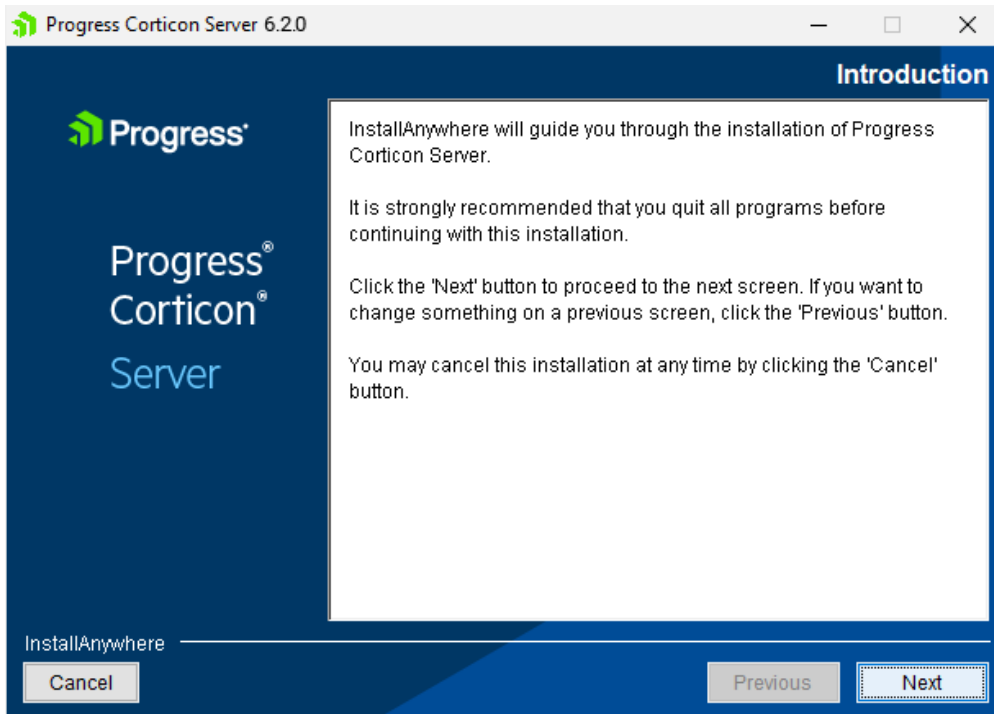 Progress Corticon Server 6.2.0
Introduction
Progress
Progress®
Corticon®
Server
InstallAnywhere will guide you through the installation of Progress
Corticon Server.
It is strongly recommended that you quit all programs before
continuing with this installation.
Click the 'Next' button to proceed to the next screen. If you want to
change something on a previous screen, click the 'Previous' button.
You may cancel this installation at any time by clicking the 'Cancel'
button.
InstallAnywhere
Cancel
Previous
Next